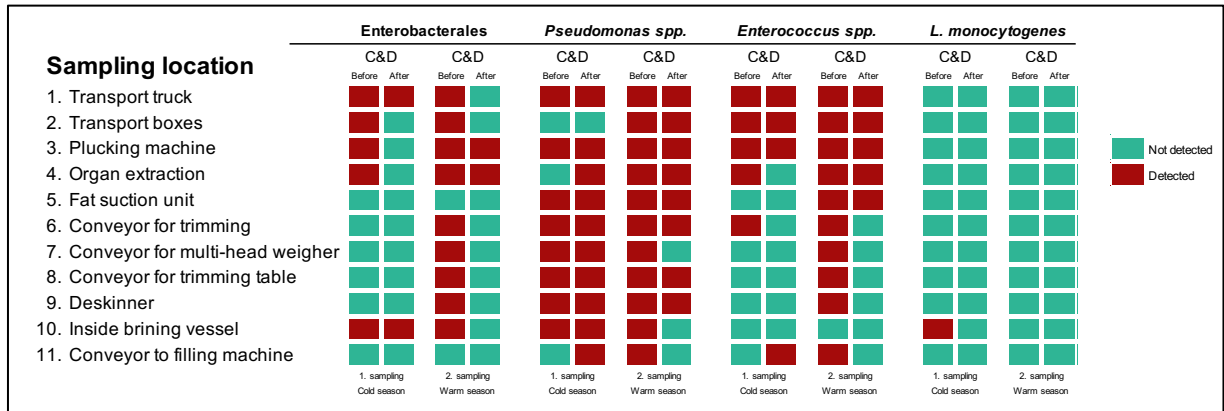 Enterobacterales Pseudomonas spp. Enterococcus spp. L. monocytogenes
C&D C&D C&D C&D C&D C&D C&D C&D
Sampling location
Before After Before After Before After Before After Before After Before After Before After Before After
1. Transport truck
2. Transport boxes
3. Plucking machine
Not detected
4. Organ extraction
Detected
5. Fat suction unit
6. Conveyor for trimming
7. Conveyor for multi-head weigher
8. Conveyor for trimming table
9. Deskinner
10. Inside brining vessel
11. Conveyor to filling machine
1. sampling 2. sampling 1. sampling 2. sampling 1. sampling 2. sampling 1. sampling 2. sampling
Cold season Warm season Cold season Warm season Cold season Warm season Cold season Warm season